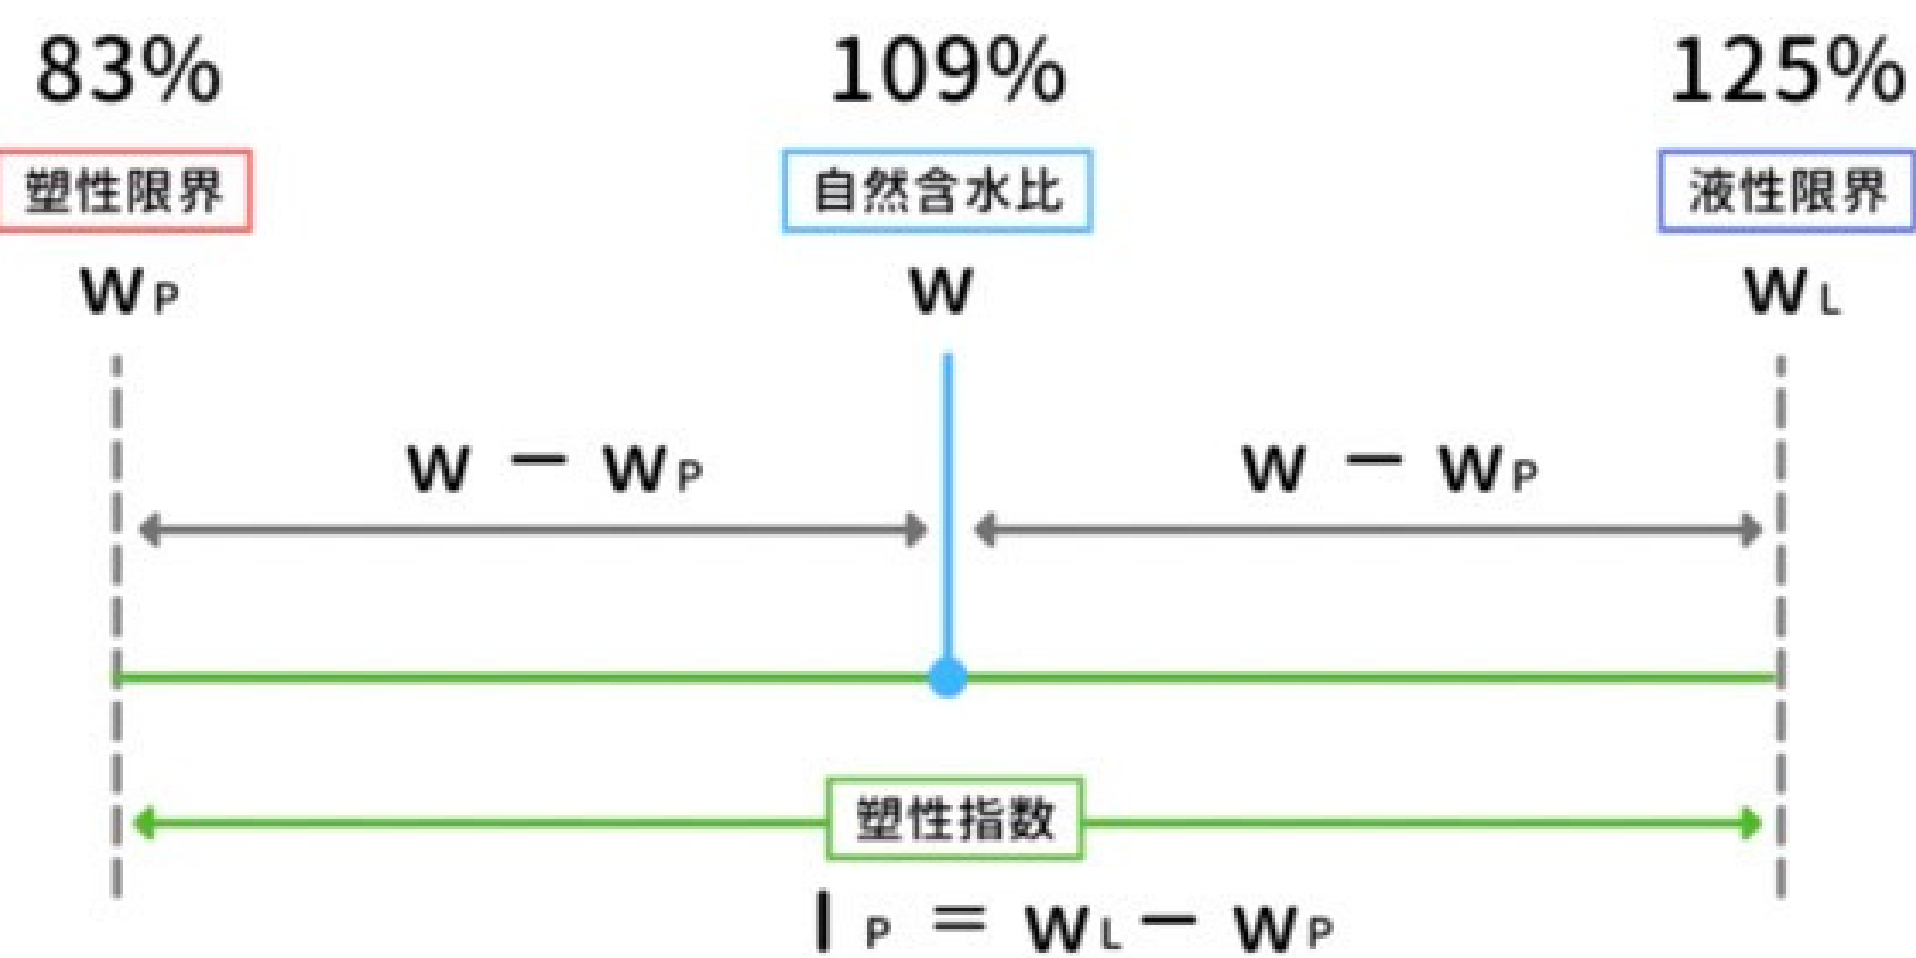 83% 109% 125%
塑性限界 自然含水比 液性限界
WP W WL
W － WP W － WP
塑性指数
I P ＝ WL－ WP